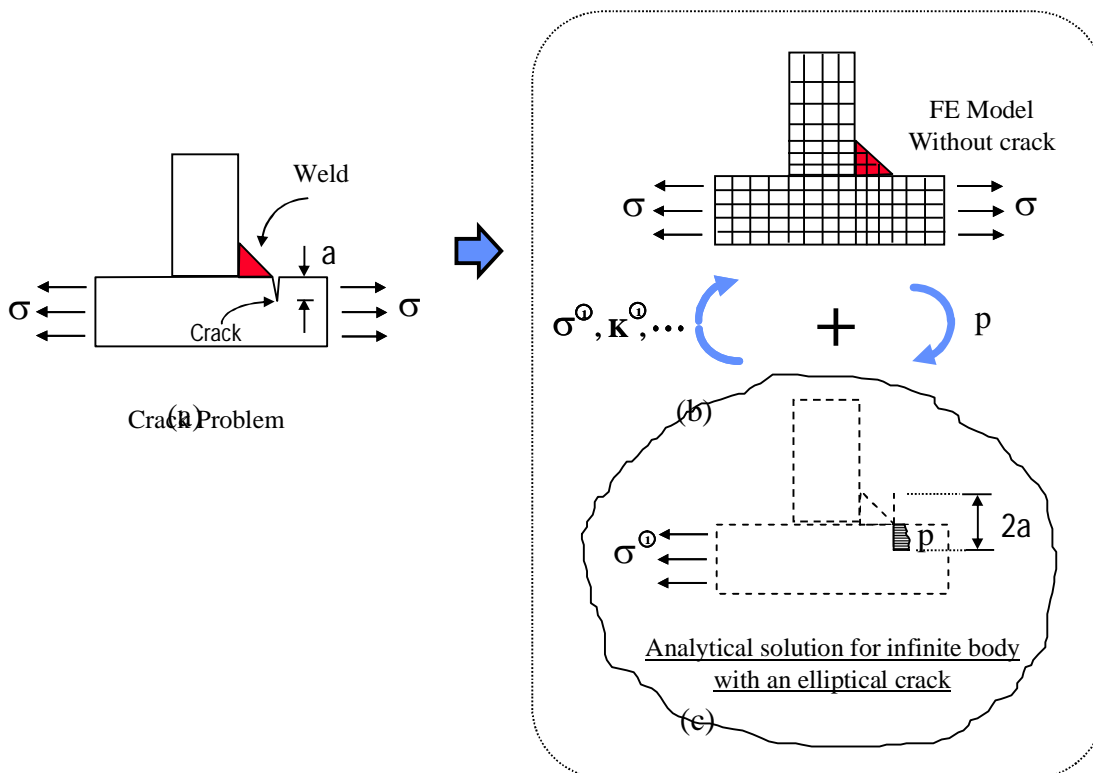 Weld
a
σ
σ
Crack
Crack Problem
(a)
FE Model
Without crack
σ
σ
σ①, K①,⋯
+
p
(b)
2a
p
σ①
Analytical solution for infinite body
with an elliptical crack
(c)